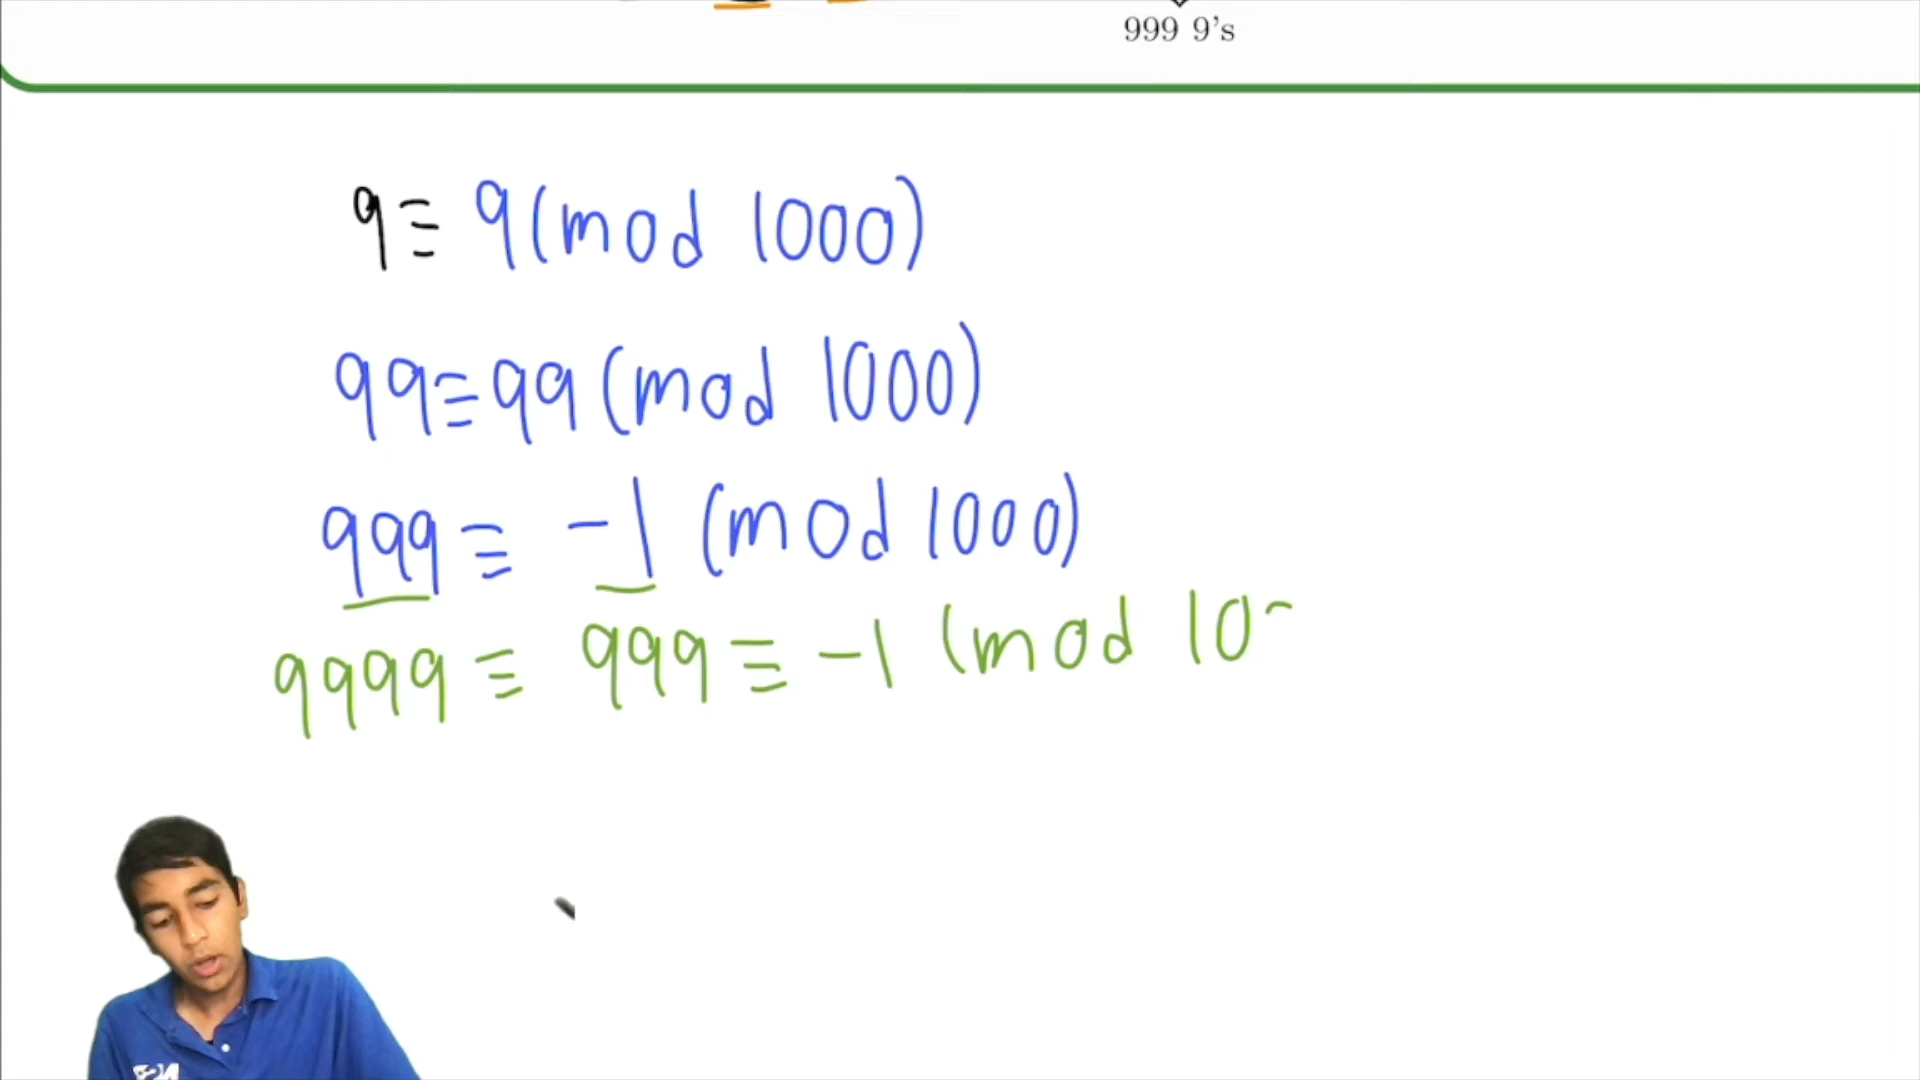 999 9's
9 ≡ 9 (mod 1000)
99 ≡ 99 (mod 1000)
999 ≡ -1 (mod 1000)
9999 ≡ 999 ≡ -1 (mod 10